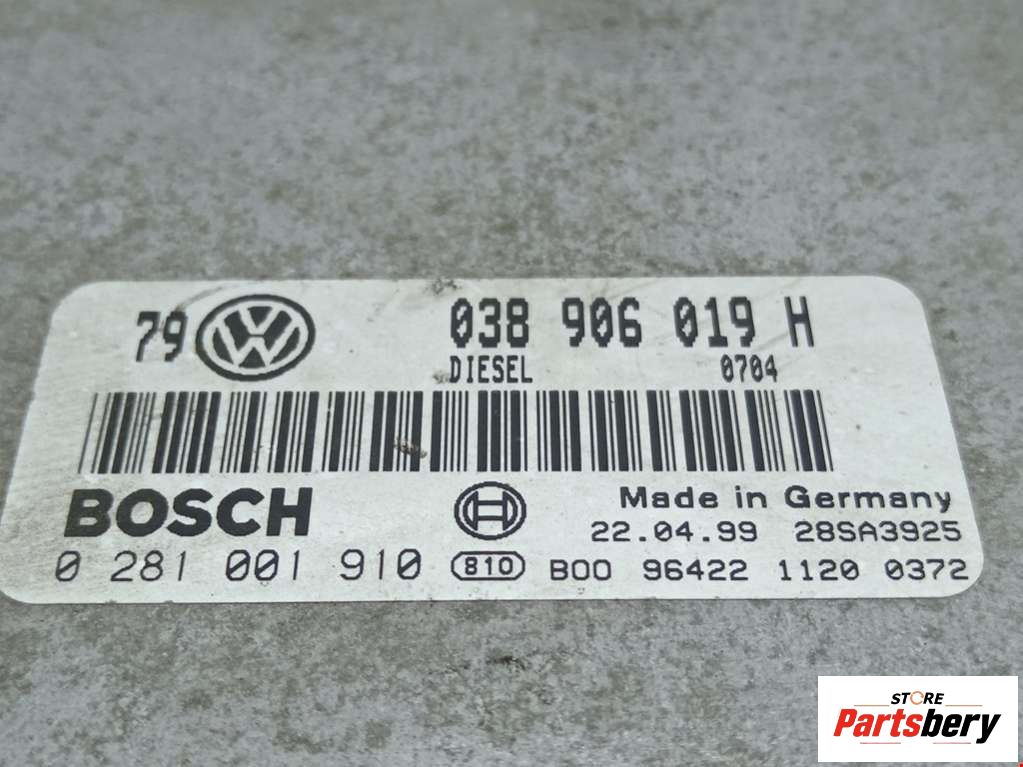 79 VW 038 906 019 H
DIESEL 0704
BOSCH Made in Germany
22.04.99 28SA3925
0 281 001 910 810 B00 96422 1120 0372
STORE
Partsbery